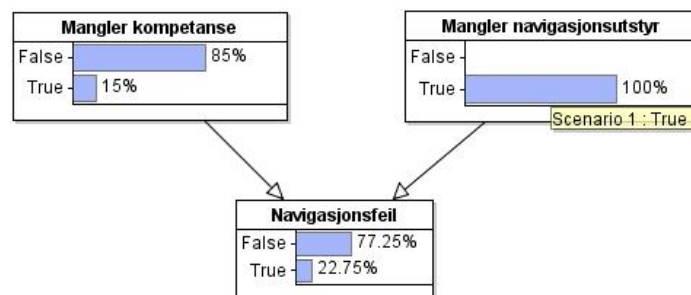 Mangler kompetanse
False 85%
True 15%
Mangler navigasjonsutstyr
False
True 100%
Scenario 1 : True
Navigasjonsfeil
False 77.25%
True 22.75%